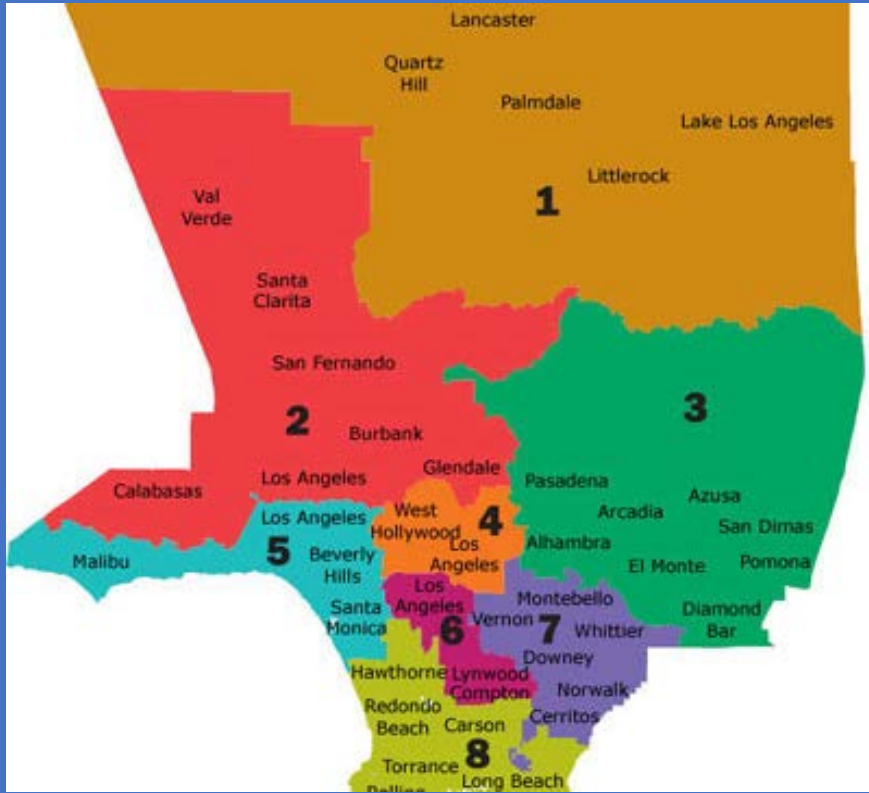 Lancaster
Quartz
Hill
Palmdale
Lake Los Angeles
Littlerock
1
Val
Verde
Santa
Clarita
San Fernando
2
Burbank
Glendale
Los Angeles
Calabasas
3
Pasadena
Azusa
Arcadia
San Dimas
Alhambra
El Monte
Pomona
Diamond
Bar
West
Hollywood
4
Los
Angeles
Los Angeles
5
Beverly
Hills
Malibu
Santa
Monica
Los
Angeles
6
Lynwood
Compton
Montebello
Vernon
7
Whittier
Downey
Norwalk
Cerritos
Hawthorne
Redondo
Beach
Carson
8
Torrance
Long Beach